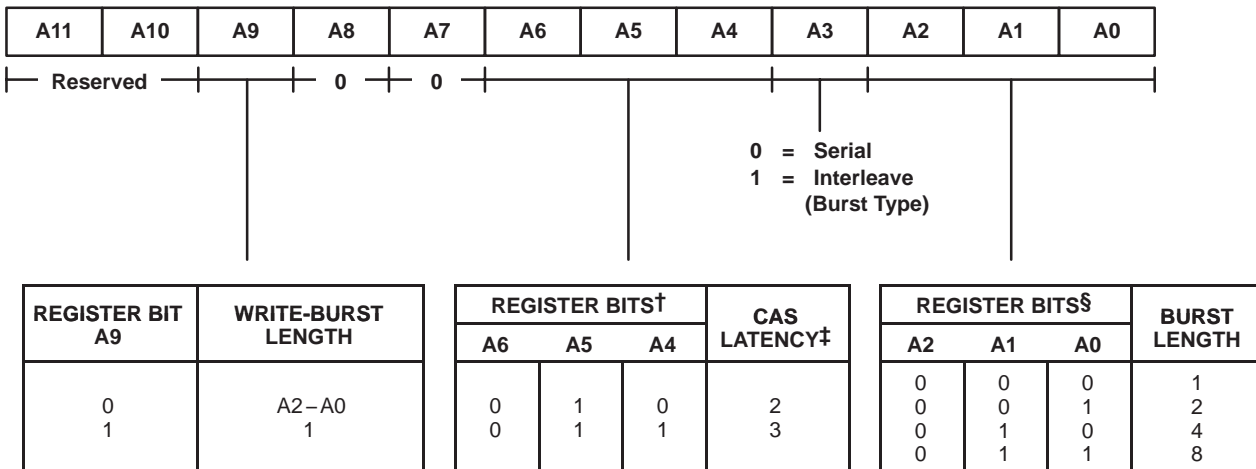 A11 A10 A9 A8 A7 A6 A5 A4 A3 A2 A1 A0
Reserved 0 0
0 = Serial
1 = Interleave
(Burst Type)
REGISTER BIT
A9
WRITE-BURST
LENGTH
0 A2–A0
1 1
REGISTER BITS†
CAS
LATENCY‡
A6 A5 A4
0 1 0 2
0 1 1 3
REGISTER BITS§
BURST
LENGTH
A2 A1 A0
0 0 0 1
0 0 1 2
0 1 0 4
0 1 1 8